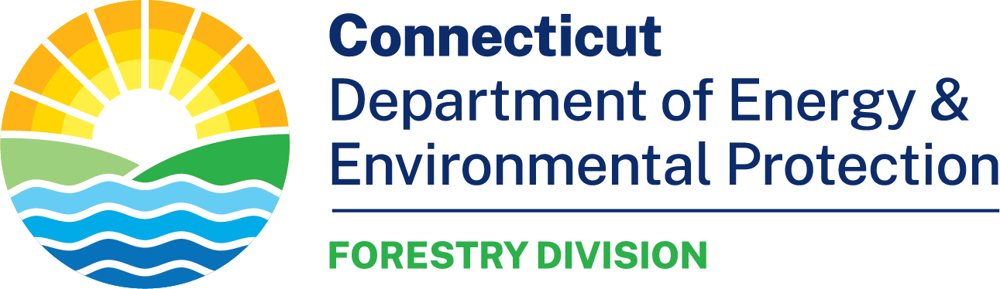 Connecticut
Department of Energy &
Environmental Protection
FORESTRY DIVISION